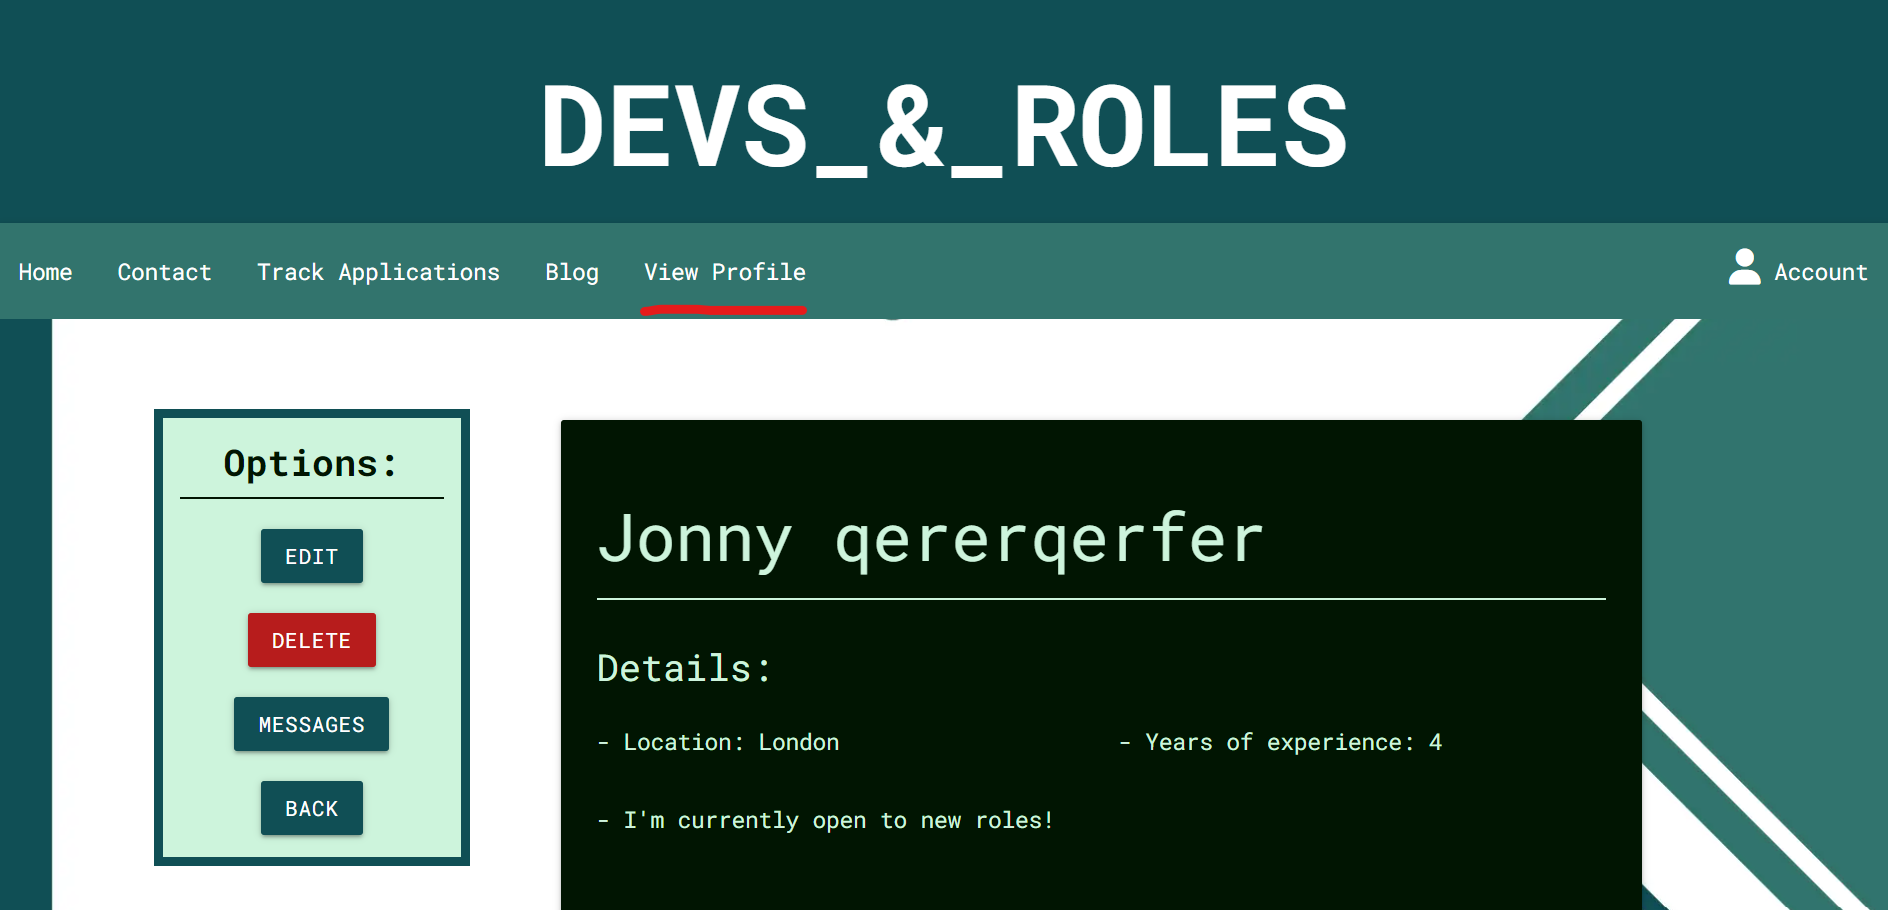 DEVS_&_ROLES
Home Contact Track Applications Blog View Profile Account
Options:
EDIT
DELETE
MESSAGES
BACK
Jonny qererqerfer
Details:
- Location: London - Years of experience: 4
- I'm currently open to new roles!